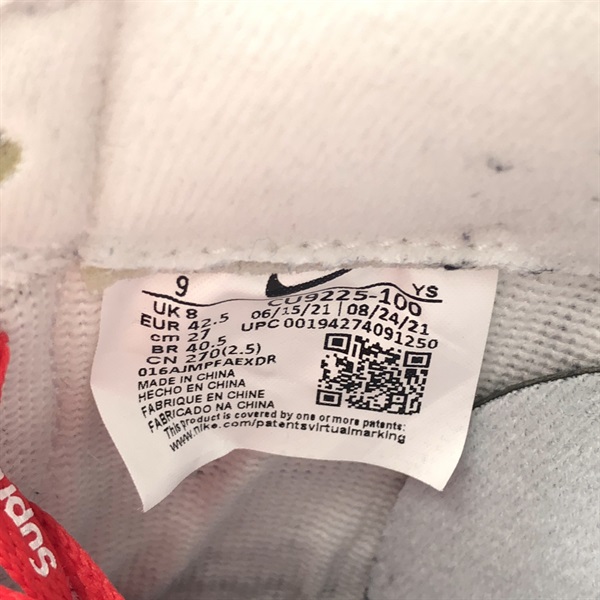 9
YS
CU9225-100
UK 8
06/15/21 | 08/24/21
EUR 42.5
UPC 00194274091250
cm 27
BR 40.5
CN 270(2.5)
016AJMPFAEXDR
MADE IN CHINA
HECHO EN CHINA
FABRIQUE EN CHINE
FABRICADO NA CHINA
This product is covered by one or more patents:
www.nike.com/patentsvirtualmarking
Supr